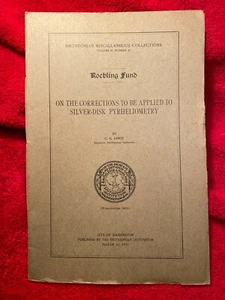 SMITHSONIAN MISCELLANEOUS COLLECTIONS
Roebling Fund
ON THE CORRECTIONS TO BE APPLIED TO
SILVER-DISK PYRHELIOMETRY
BY
C. G. ABBOT
CITY OF WASHINGTON
PUBLISHED BY THE SMITHSONIAN INSTITUTION